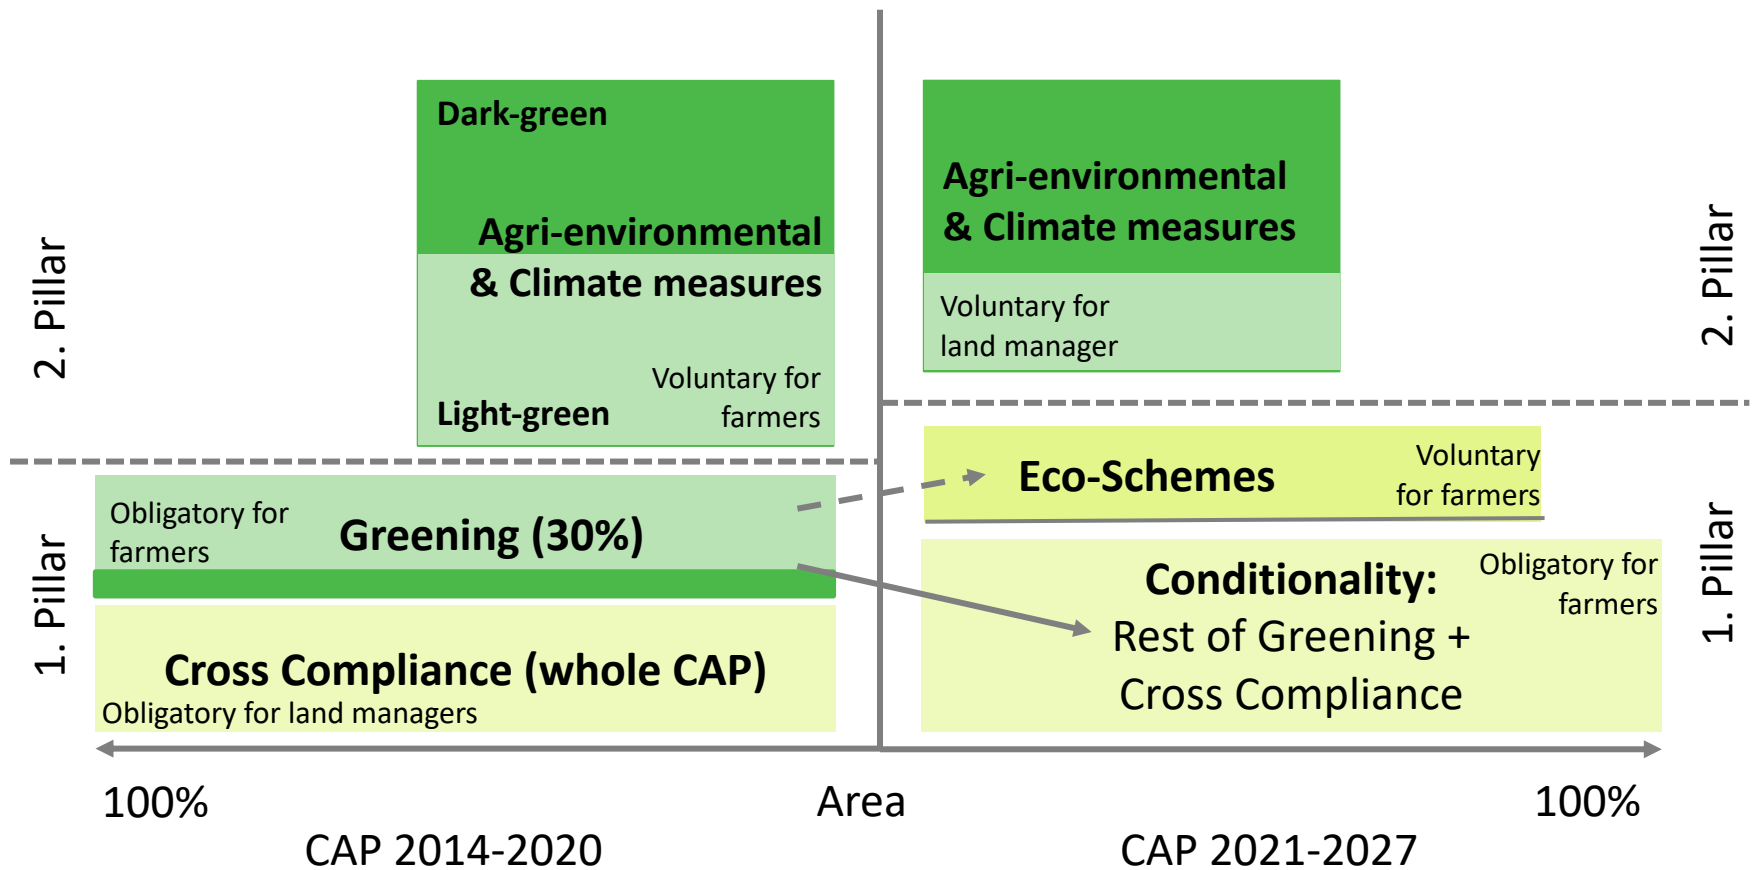 Dark-green
Agri-environmental
& Climate measures
Voluntary for
farmers
Light-green
2. Pillar
Obligatory for
farmers
Greening (30%)
Cross Compliance (whole CAP)
Obligatory for land managers
1. Pillar
Agri-environmental
& Climate measures
Voluntary for
land manager
2. Pillar
Eco-Schemes
Voluntary
for farmers
Conditionality:
Rest of Greening +
Cross Compliance
Obligatory for
farmers
1. Pillar
100%
Area
100%
CAP 2014-2020
CAP 2021-2027